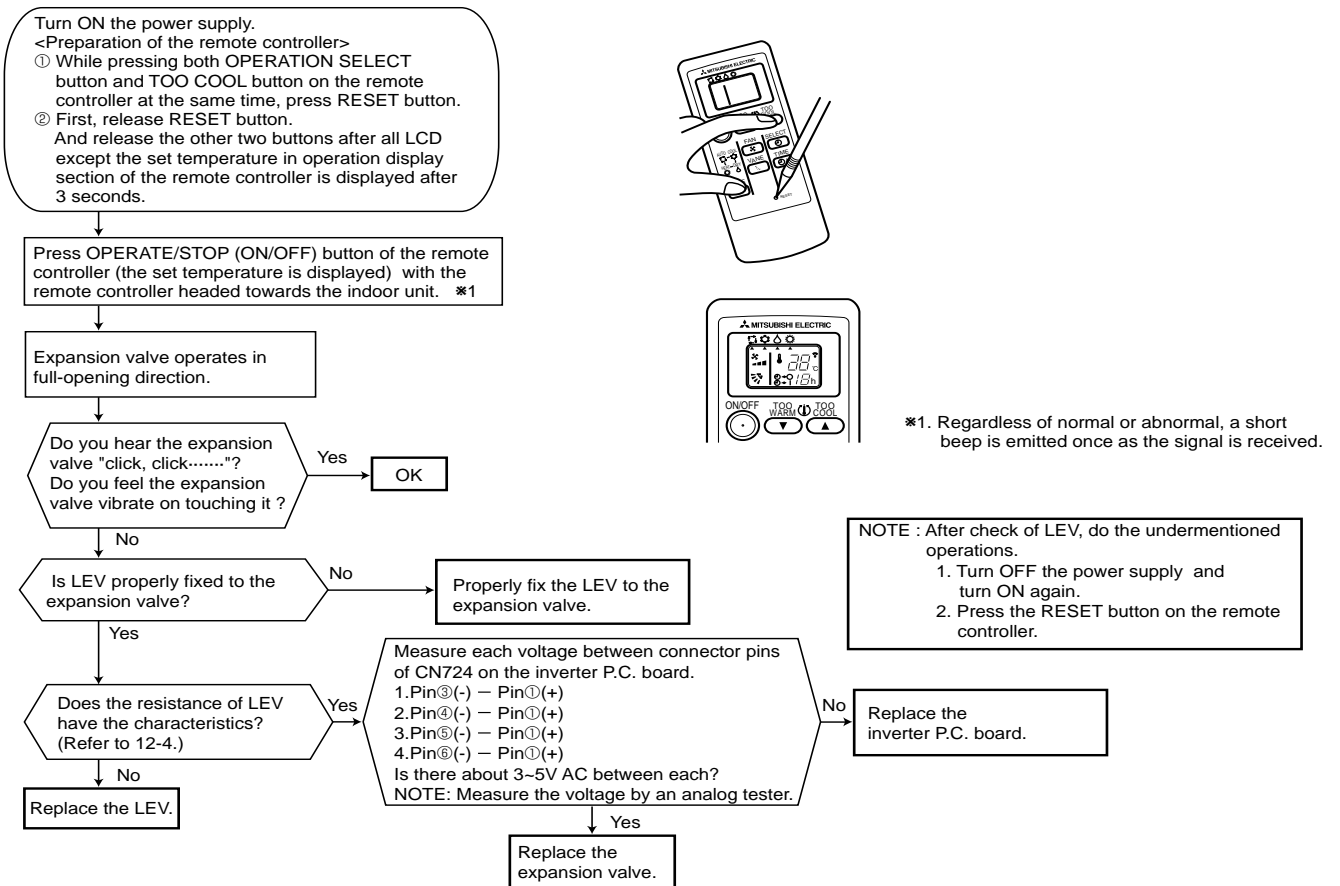 Turn ON the power supply.
<Preparation of the remote controller>
① While pressing both OPERATION SELECT
button and TOO COOL button on the remote
controller at the same time, press RESET button.
② First, release RESET button.
And release the other two buttons after all LCD
except the set temperature in operation display
section of the remote controller is displayed after
3 seconds.
MITSUBISHI ELECTRIC
TOO
FAN
SELECT
VANE
TIME
RESET
Press OPERATE/STOP (ON/OFF) button of the remote
controller (the set temperature is displayed) with the
remote controller headed towards the indoor unit. ※1
Expansion valve operates in
full-opening direction.
MITSUBISHI ELECTRIC
88 °C
18h
ON/OFF
TOO WARM
TOO COOL
※1. Regardless of normal or abnormal, a short
beep is emitted once as the signal is received.
Do you hear the expansion
valve "click, click·······"?
Do you feel the expansion
valve vibrate on touching it ?
Yes
OK
No
Is LEV properly fixed to the
expansion valve?
No
Properly fix the LEV to the
expansion valve.
NOTE : After check of LEV, do the undermentioned
operations.
1. Turn OFF the power supply and
turn ON again.
2. Press the RESET button on the remote
controller.
Yes
Does the resistance of LEV
have the characteristics?
(Refer to 12-4.)
Yes
No
Replace the LEV.
Measure each voltage between connector pins
of CN724 on the inverter P.C. board.
1.Pin③(-) — Pin①(+)
2.Pin④(-) — Pin①(+)
3.Pin⑤(-) — Pin①(+)
4.Pin⑥(-) — Pin①(+)
Is there about 3~5V AC between each?
NOTE: Measure the voltage by an analog tester.
No
Replace the
inverter P.C. board.
Yes
Replace the
expansion valve.